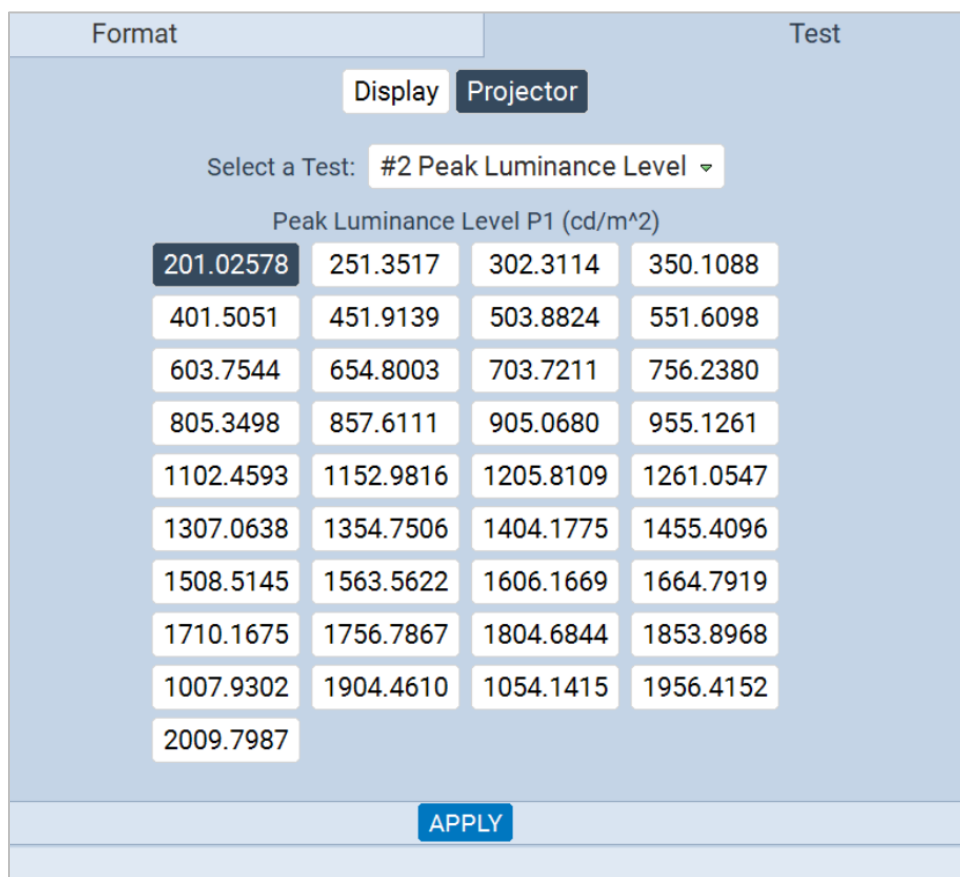 Format Test
Display Projector
Select a Test: #2 Peak Luminance Level
Peak Luminance Level P1 (cd/m^2)
201.02578 251.3517 302.3114 350.1088
401.5051 451.9139 503.8824 551.6098
603.7544 654.8003 703.7211 756.2380
805.3498 857.6111 905.0680 955.1261
1102.4593 1152.9816 1205.8109 1261.0547
1307.0638 1354.7506 1404.1775 1455.4096
1508.5145 1563.5622 1606.1669 1664.7919
1710.1675 1756.7867 1804.6844 1853.8968
1007.9302 1904.4610 1054.1415 1956.4152
2009.7987
APPLY